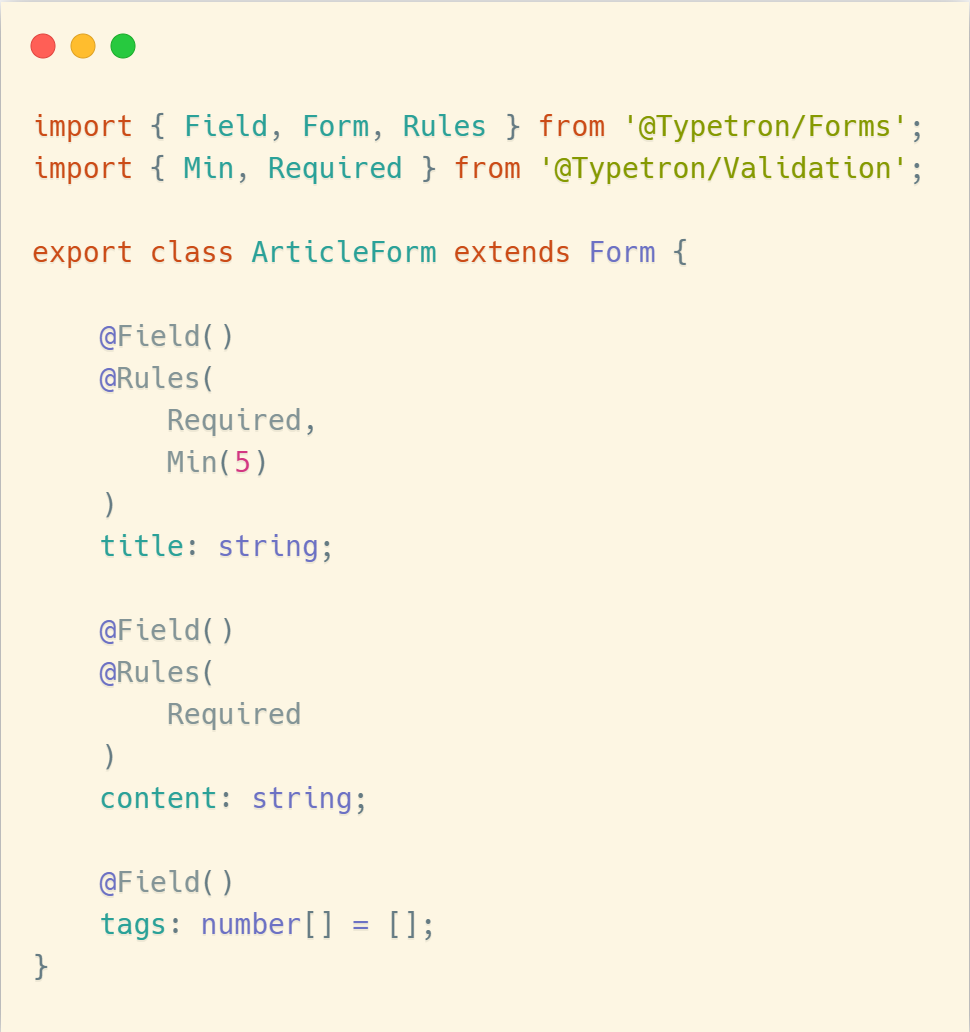 import { Field, Form, Rules } from '@Typetron/Forms';
import { Min, Required } from '@Typetron/Validation';

export class ArticleForm extends Form {

    @Field()
    @Rules(
        Required,
        Min(5)
    )
    title: string;

    @Field()
    @Rules(
        Required
    )
    content: string;

    @Field()
    tags: number[] = [];
}